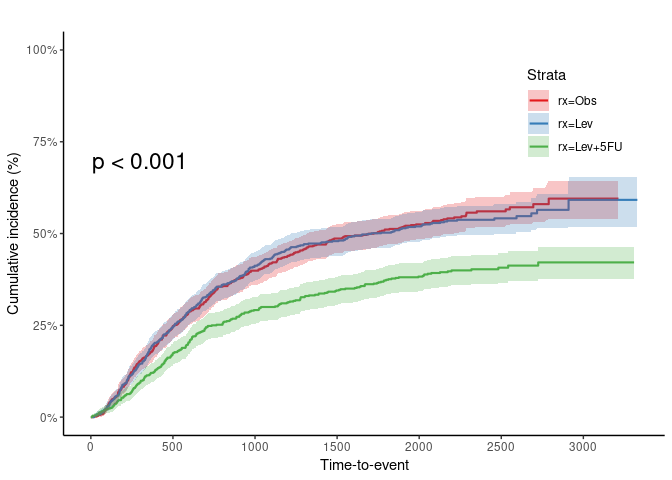 100%
75%
50%
25%
0%
Cumulative incidence (%)
p < 0.001
Strata
rx=Obs
rx=Lev
rx=Lev+5FU
0 500 1000 1500 2000 2500 3000
Time-to-event